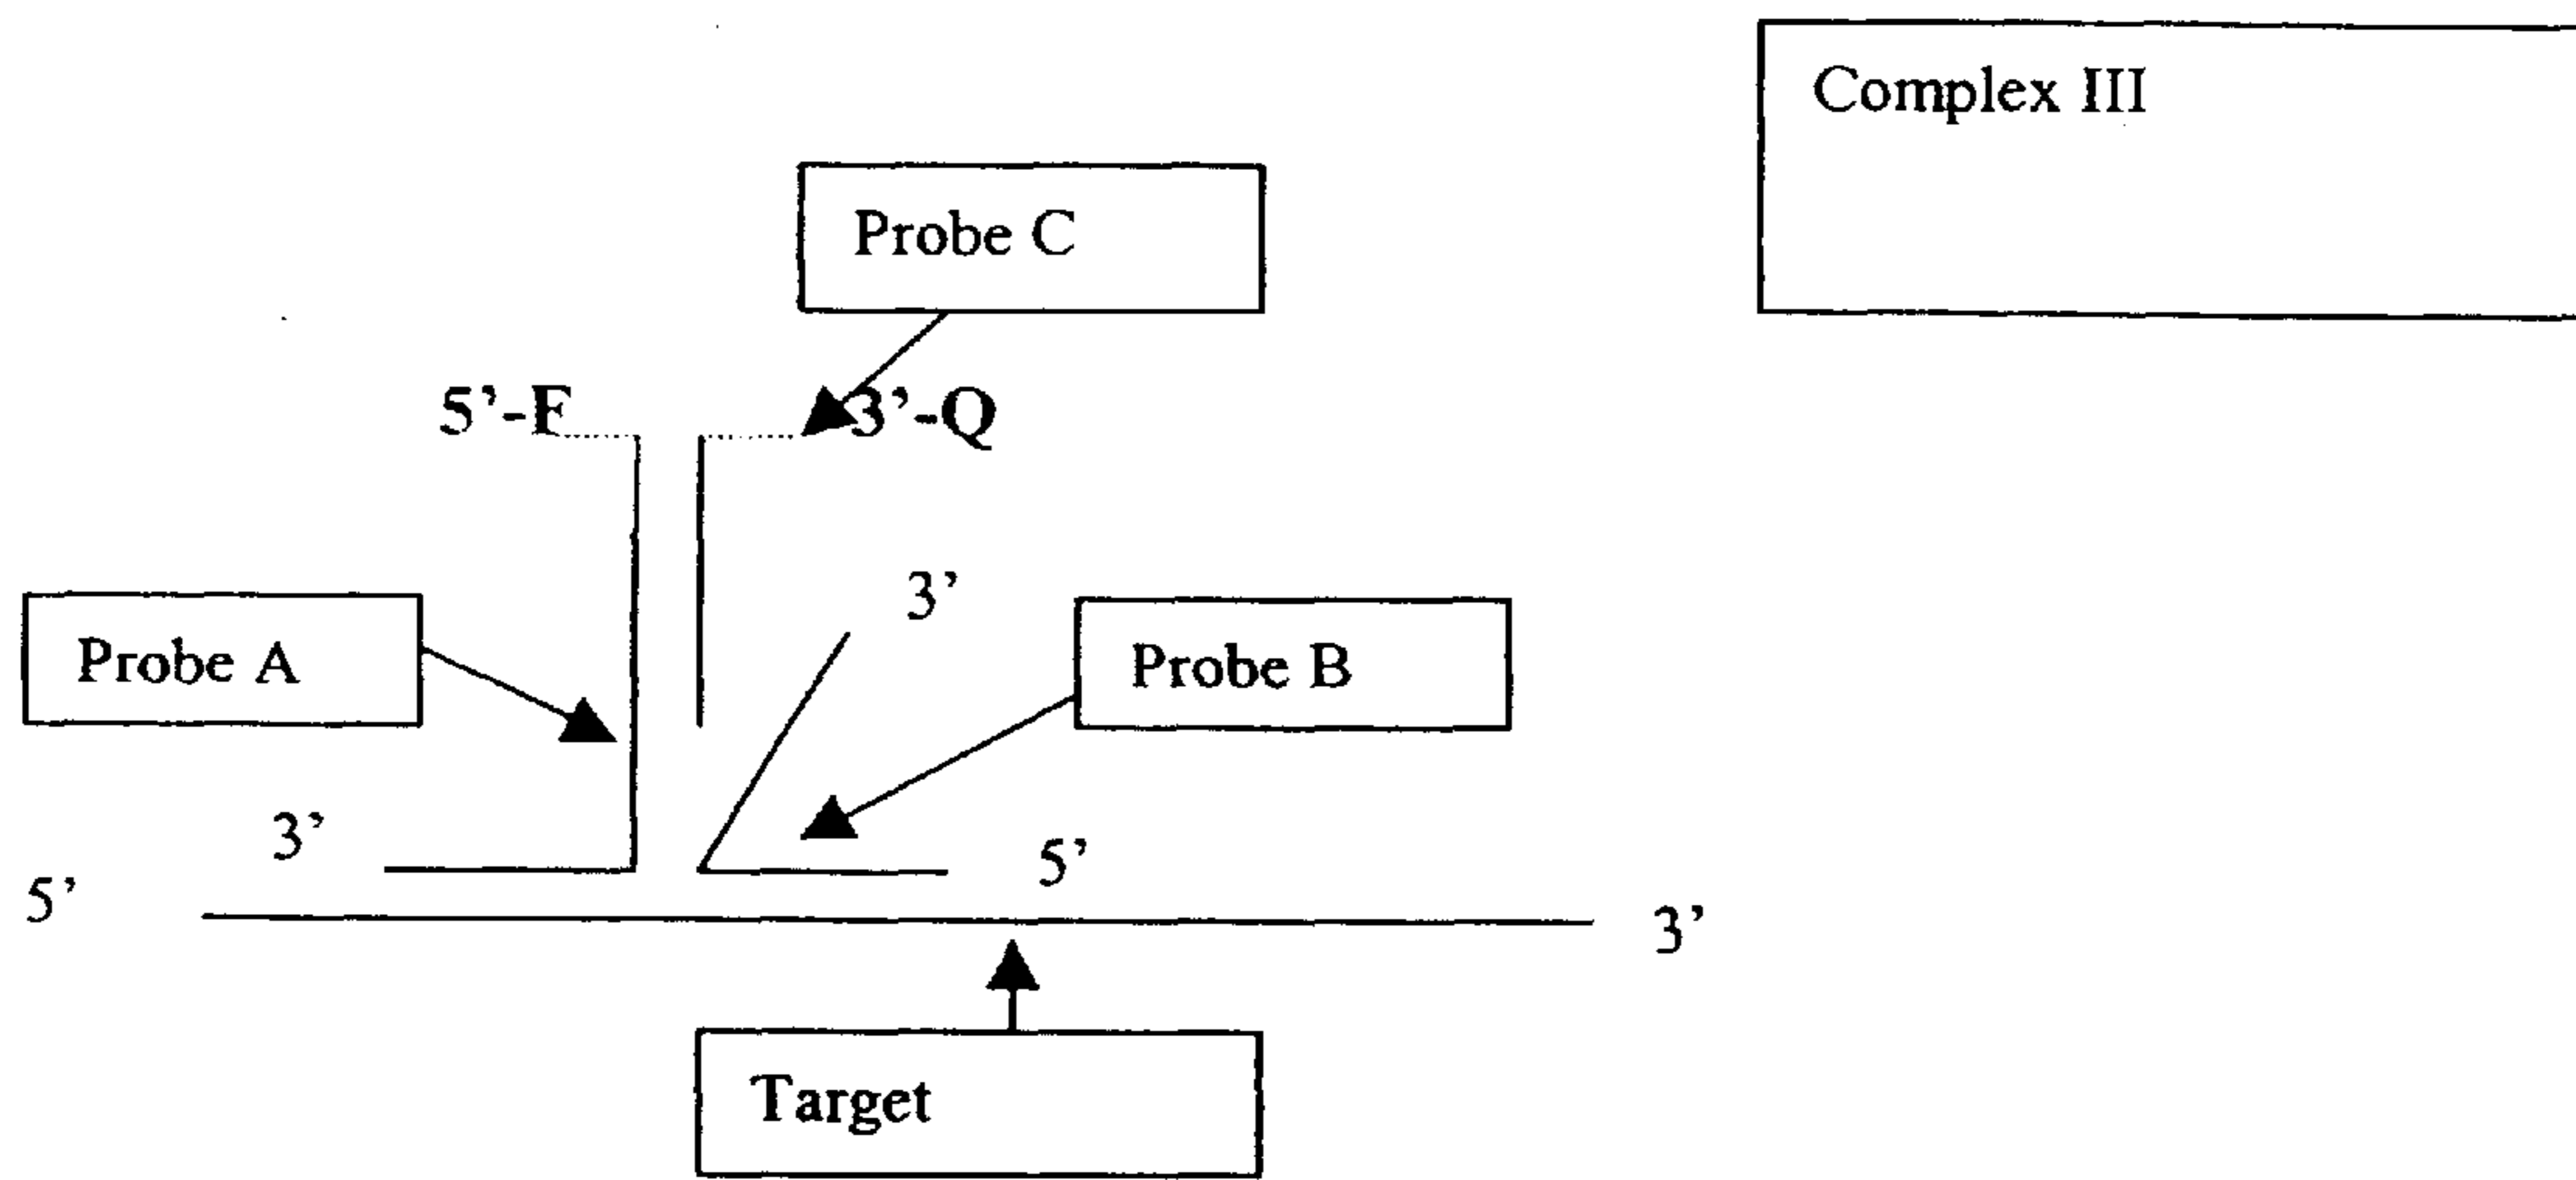 Complex III
Probe C
5’-F 3’-Q
3’
Probe A
Probe B
3’
5’
5’
3’
Target